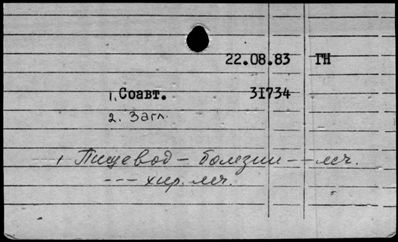 22.08.83 ГН
1. Соавт. 31734
2. Загл.
1 Пищевод - болезни -- леч.
--- хир. леч.